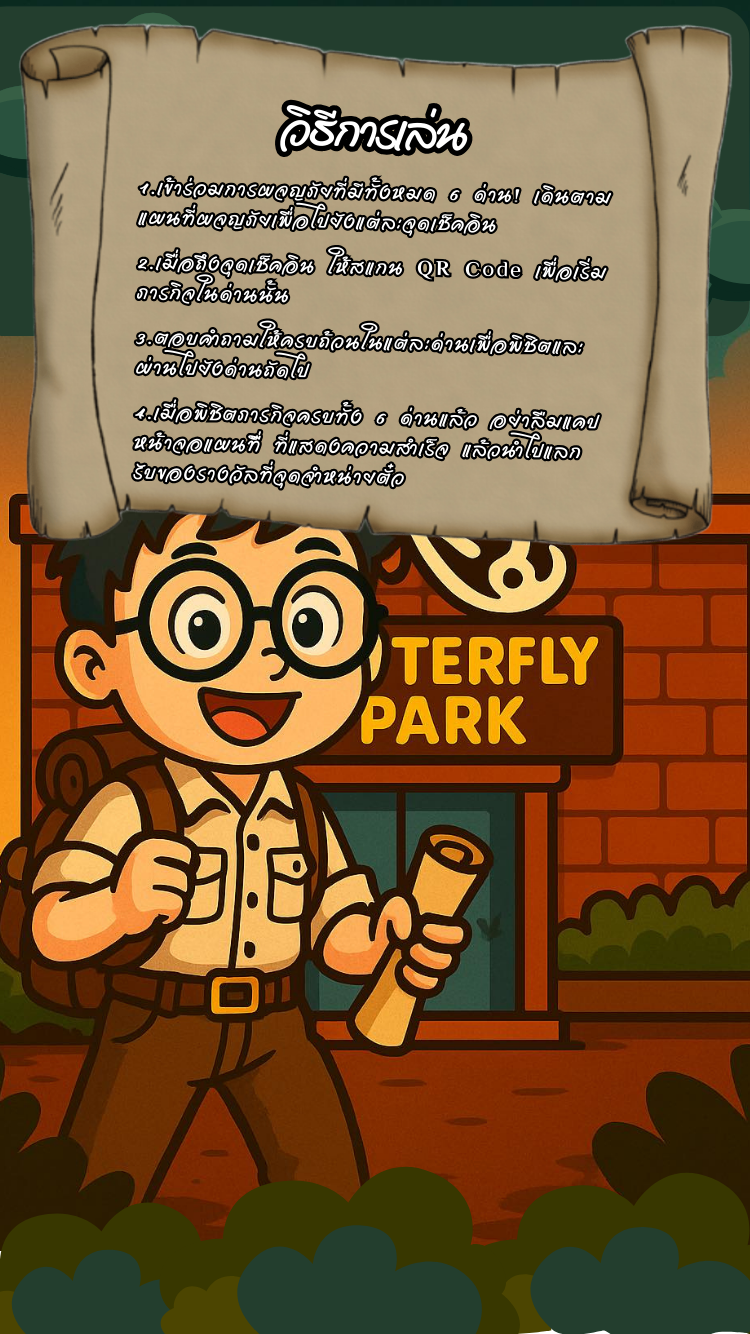 วิธีการเล่น
1.เข้าร่วมการผจญภัยที่มีทั้งหมด 6 ด่าน! เดินตาม
แผนที่ผจญภัยเพื่อไปยังแต่ละจุดเช็คอิน
2.เมื่อถึงจุดเช็คอิน ให้สแกน QR Code เพื่อเริ่ม
ภารกิจในด่านนั้น
3.ตอบคำถามให้ครบถ้วนในแต่ละด่านเพื่อพิชิตและ
ผ่านไปยังด่านถัดไป
4.เมื่อพิชิตภารกิจครบทั้ง 6 ด่านแล้ว อย่าลืมแคป
หน้าจอแผนที่ ที่แสดงความสำเร็จ แล้วนำไปแลก
รับของรางวัลที่จุดจำหน่ายตั๋ว
TERFLY
PARK